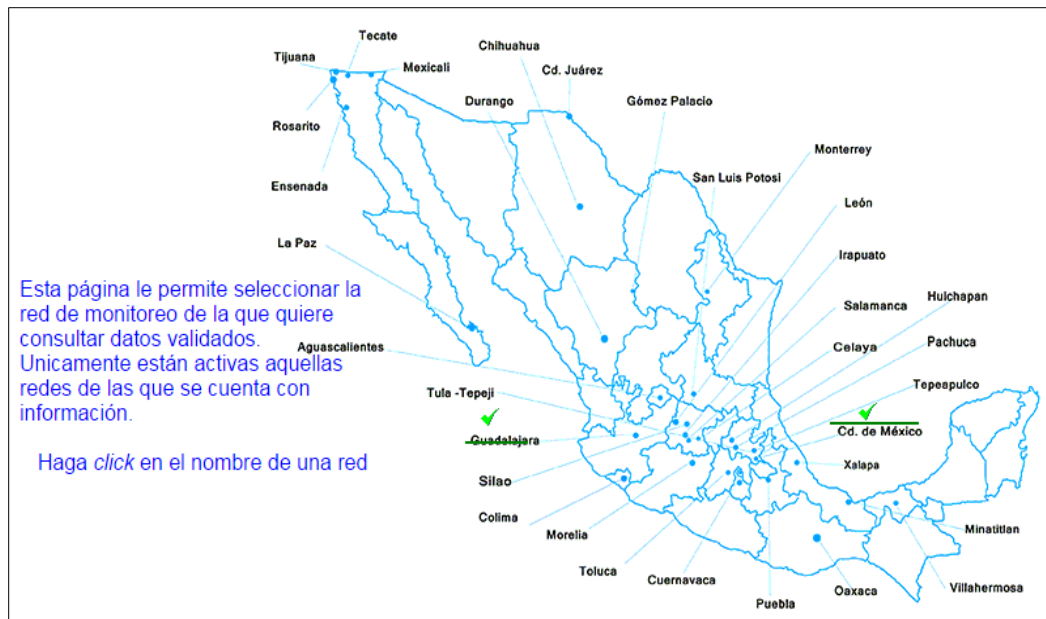 Tecate
Tijuana
Mexicali
Chihuahua
Cd. Juárez
Durango
Gómez Palacio
Rosarito
Monterrey
San Luis Potosi
Ensenada
León
La Paz
Irapuato
Esta página le permite seleccionar la
red de monitoreo de la que quiere
consultar datos validados.
Unicamente están activas aquellas
redes de las que se cuenta con
información.
Haga click en el nombre de una red
Hulchapan
Salamanca
Aguascalientes
Celaya
Pachuca
Tula -Tepeji
Tepeapulco
Guadalajara
Cd. de México
Silao
Xalapa
Colima
Morelia
Minatitlan
Toluca
Cuernavaca
Puebla
Oaxaca
Villahermosa